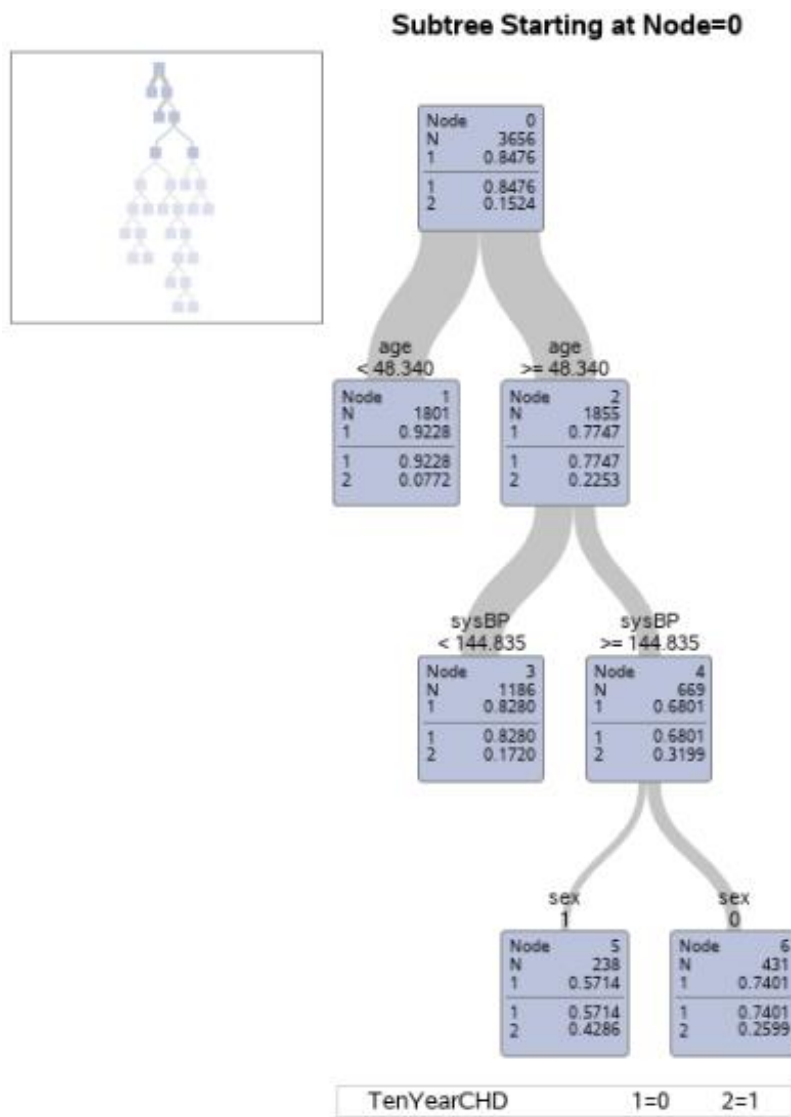 Subtree Starting at Node=0
Node 0
N 3656
1 0.8476
1 0.8476
2 0.1524
age
< 48.340
age
>= 48.340
Node 1
N 1801
1 0.9228
1 0.9228
2 0.0772
Node 2
N 1855
1 0.7747
1 0.7747
2 0.2253
sysBP
< 144.835
sysBP
>= 144.835
Node 3
N 1186
1 0.8280
1 0.8280
2 0.1720
Node 4
N 669
1 0.6801
1 0.6801
2 0.3199
sex
1
sex
0
Node 5
N 238
1 0.5714
1 0.5714
2 0.4286
Node 6
N 431
1 0.7401
1 0.7401
2 0.2599
TenYearCHD 1=0 2=1